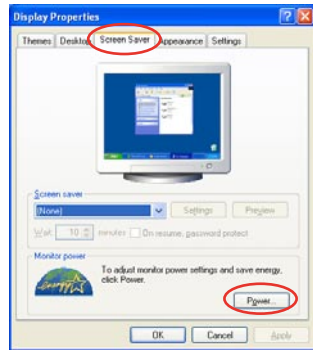 Display Properties
Themes Desktop Screen Saver Appearance Settings
Screen saver
(None) Settings Preview
Wait: 10 minutes On resume, password protect
Monitor power
To adjust monitor power settings and save energy,
click Power.
Power...
OK Cancel Apply